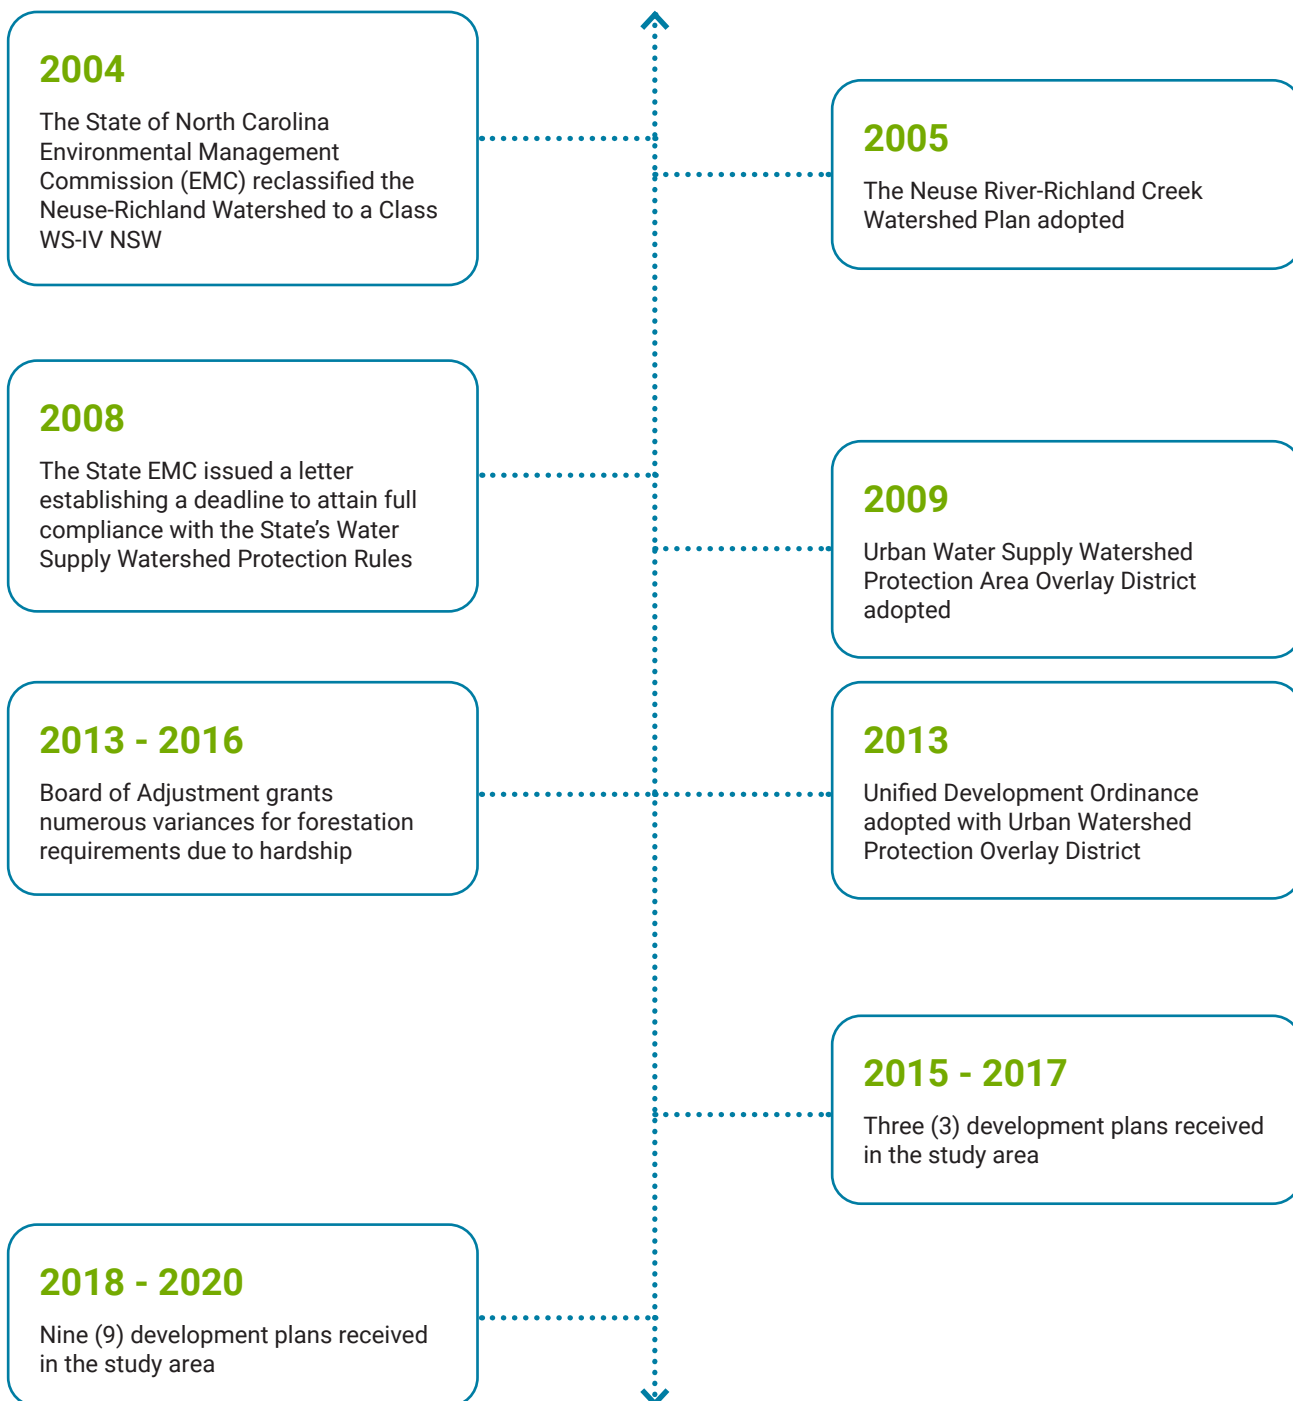 2004
The State of North Carolina
Environmental Management
Commission (EMC) reclassified the
Neuse-Richland Watershed to a Class
WS-IV NSW
2005
The Neuse River-Richland Creek
Watershed Plan adopted
2008
The State EMC issued a letter
establishing a deadline to attain full
compliance with the State’s Water
Supply Watershed Protection Rules
2009
Urban Water Supply Watershed
Protection Area Overlay District
adopted
2013 - 2016
Board of Adjustment grants
numerous variances for forestation
requirements due to hardship
2013
Unified Development Ordinance
adopted with Urban Watershed
Protection Overlay District
2015 - 2017
Three (3) development plans received
in the study area
2018 - 2020
Nine (9) development plans received
in the study area